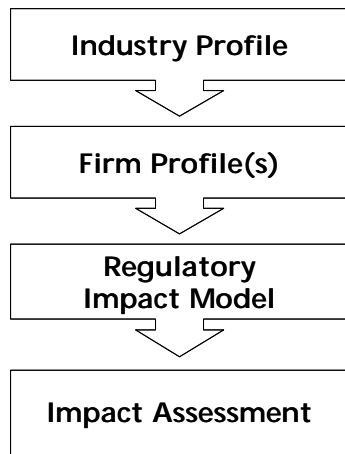 Industry Profile
Firm Profile(s)
Regulatory
Impact Model
Impact Assessment